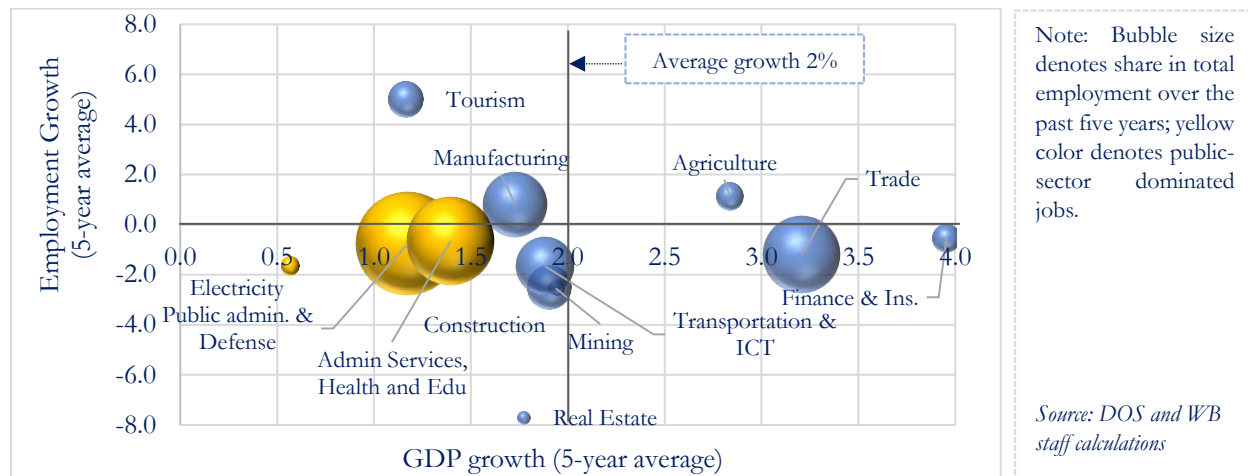 8.0
6.0
4.0
2.0
0.0
-2.0
-4.0
-6.0
-8.0
Employment Growth
(5-year average)
Average growth 2%
Tourism
Manufacturing
Agriculture
Trade
0.0
0.5
1.0
1.5
2.0
2.5
3.0
3.5
4.0
Electricity
Public admin. &
Defense
Admin Services,
Health and Edu
Construction
Mining
Transportation &
ICT
Finance & Ins.
Real Estate
GDP growth (5-year average)
Note: Bubble size
denotes share in total
employment over the
past five years; yellow
color denotes public-
sector dominated
jobs.
Source: DOS and WB
staff calculations